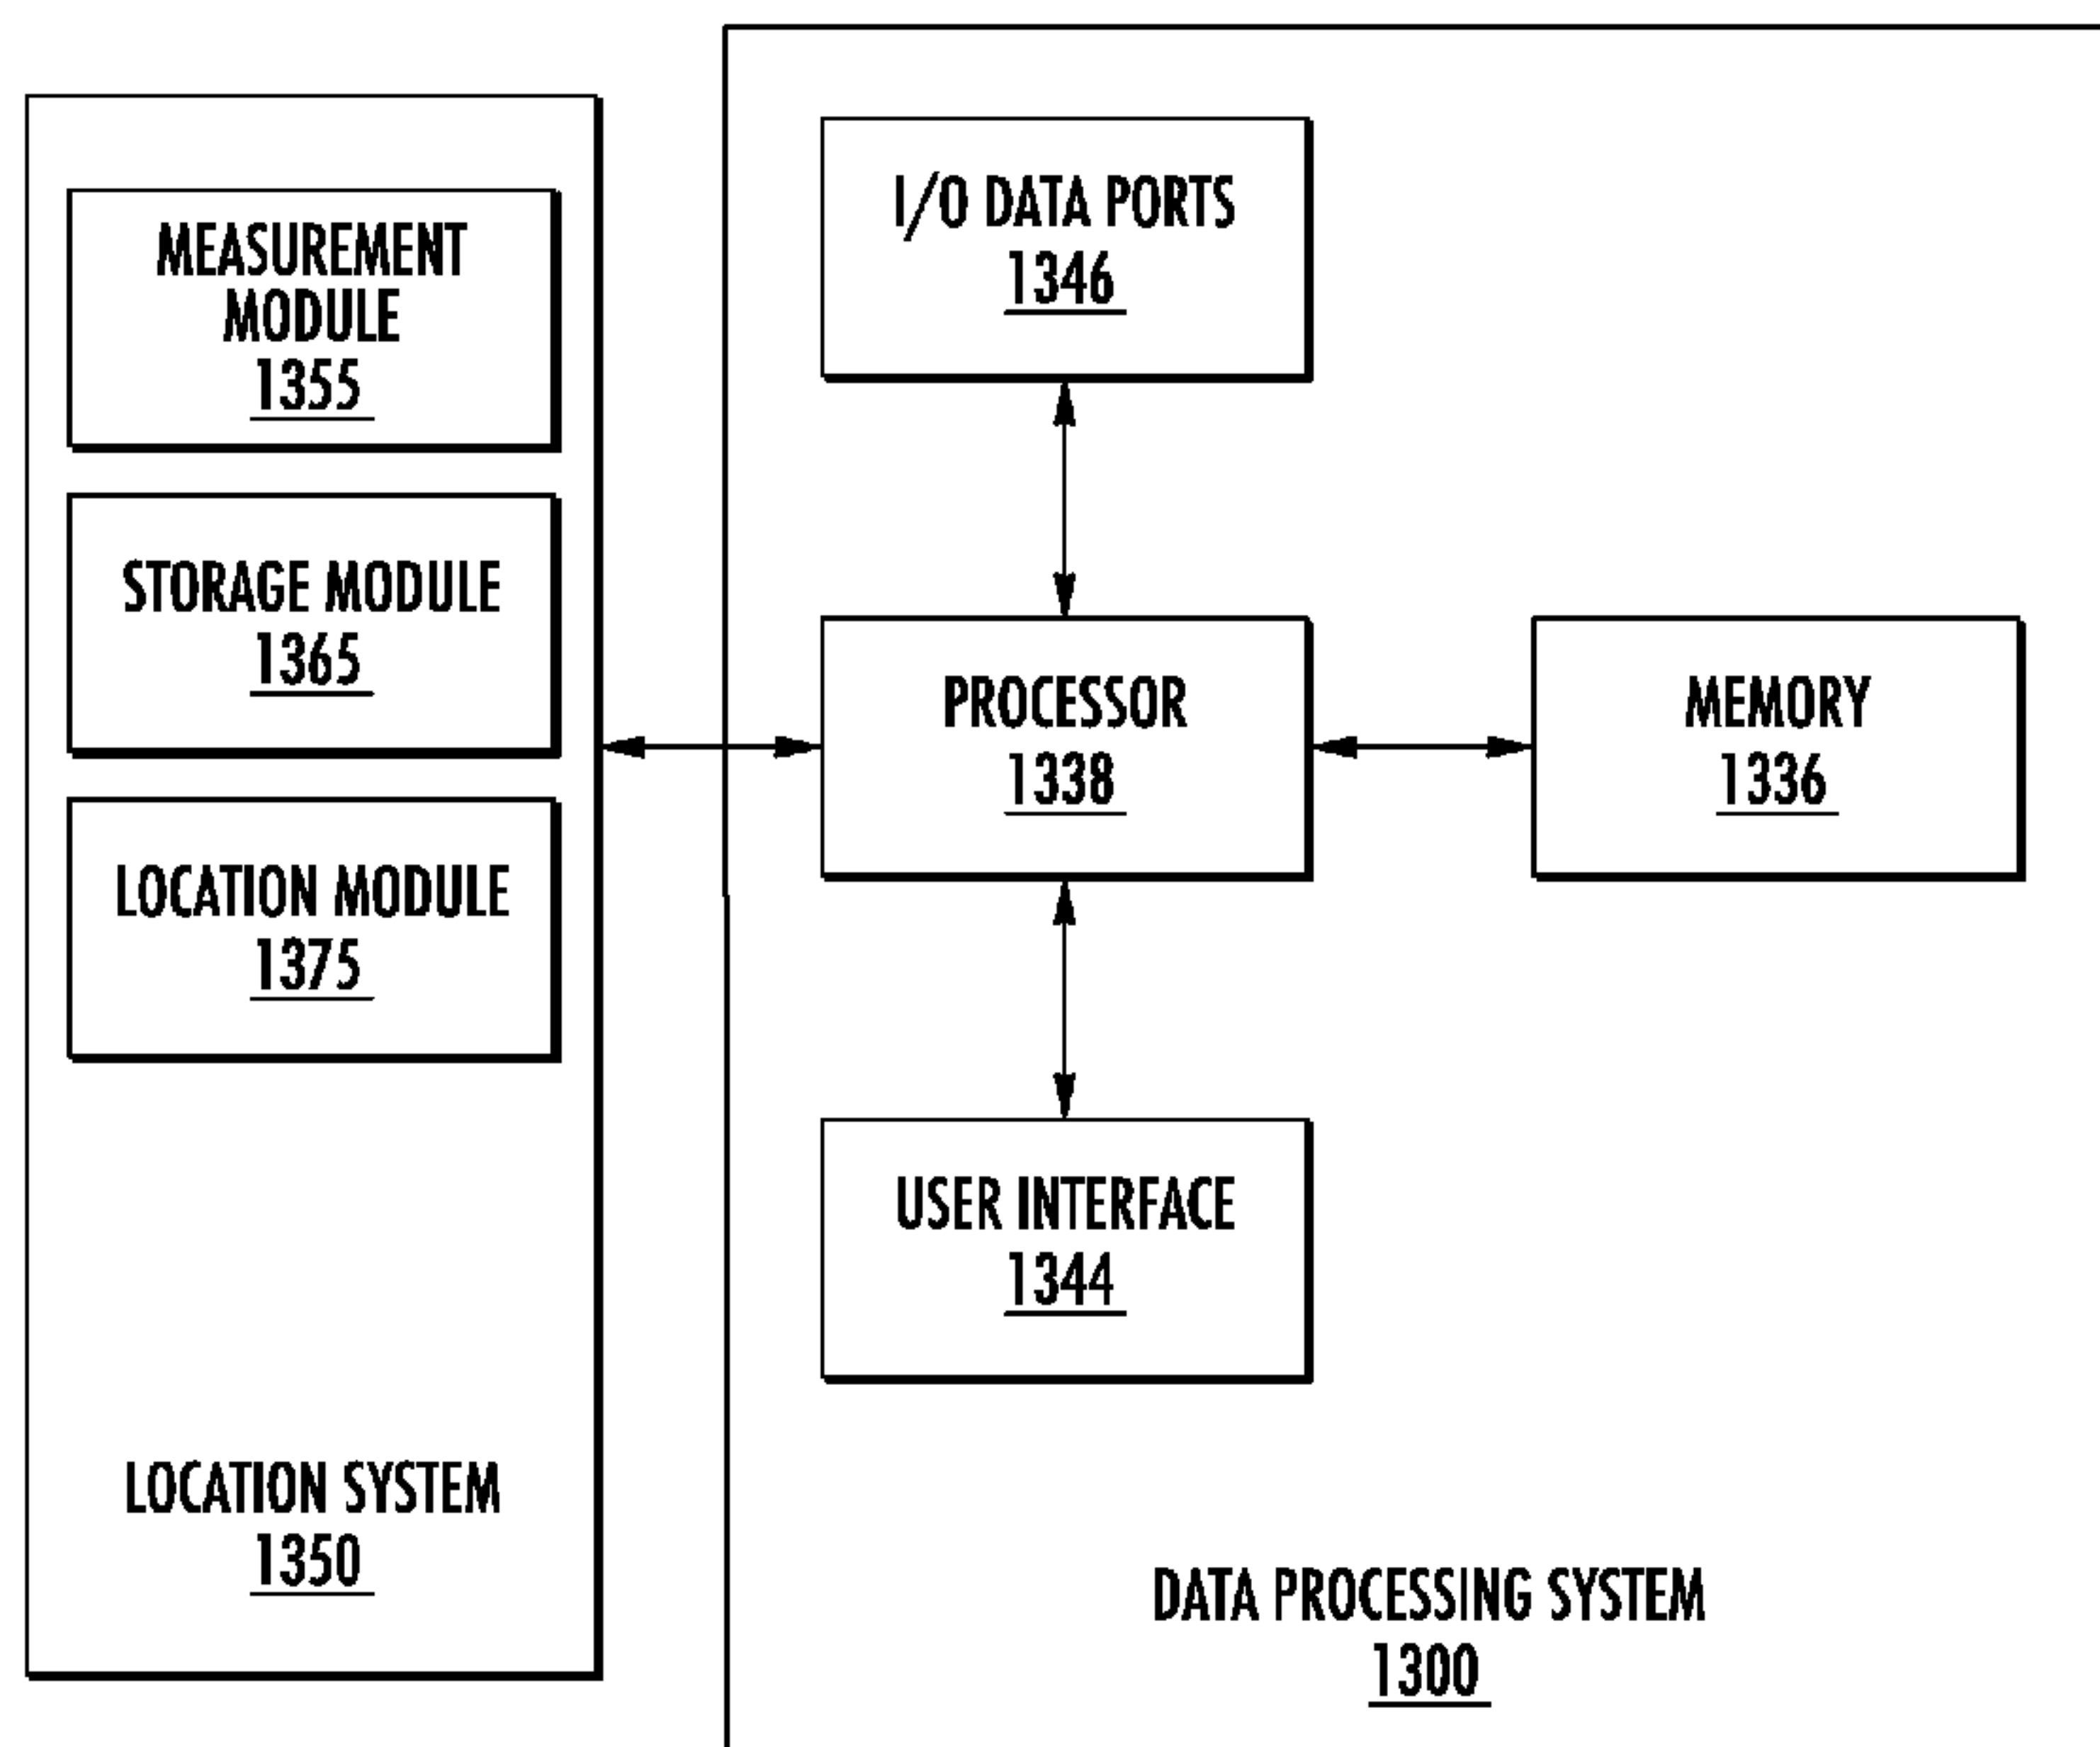 MEASUREMENT
MODULE
1355
STORAGE MODULE
1365
LOCATION MODULE
1375
LOCATION SYSTEM
1350
I/O DATA PORTS
1346
PROCESSOR
1338
MEMORY
1336
USER INTERFACE
1344
DATA PROCESSING SYSTEM
1300